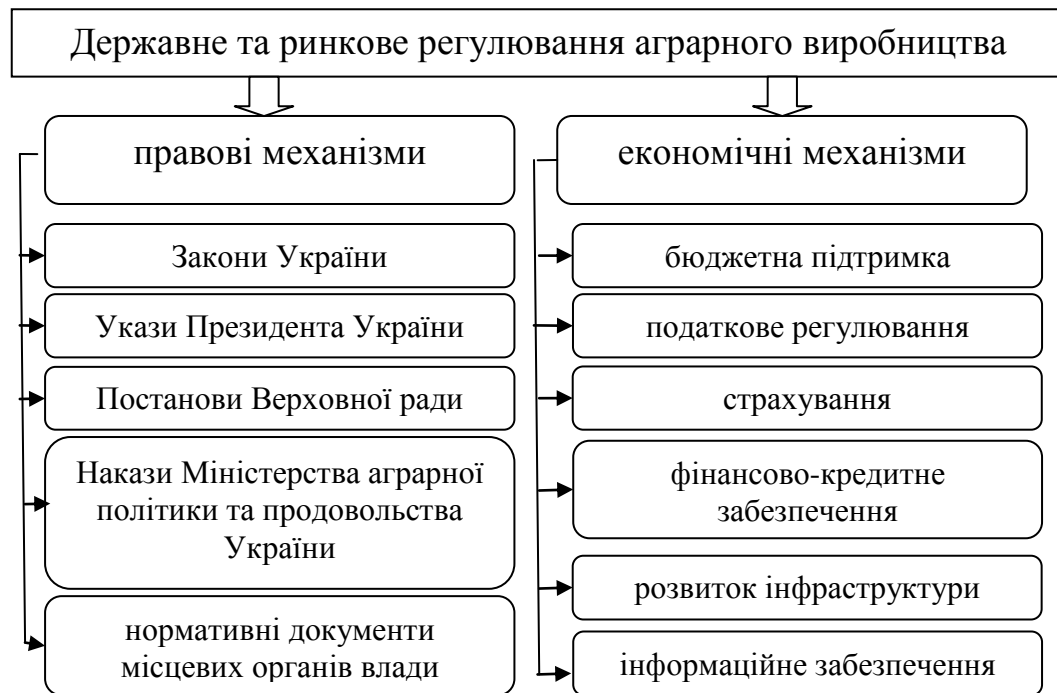 Державне та ринкове регулювання аграрного виробництва
правові механізми
Закони України
Укази Президента України
Постанови Верховної ради
Накази Міністерства аграрної
політики та продовольства
України
нормативні документи
місцевих органів влади
економічні механізми
бюджетна підтримка
податкове регулювання
страхування
фінансово-кредитне
забезпечення
розвиток інфраструктури
інформаційне забезпечення